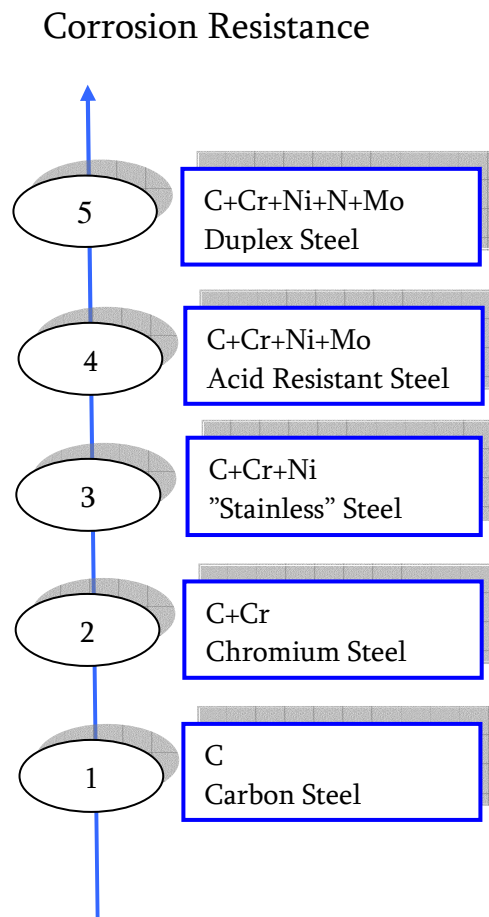 Corrosion Resistance
5
C+Cr+Ni+N+Mo
Duplex Steel
4
C+Cr+Ni+Mo
Acid Resistant Steel
3
C+Cr+Ni
”Stainless” Steel
2
C+Cr
Chromium Steel
1
C
Carbon Steel